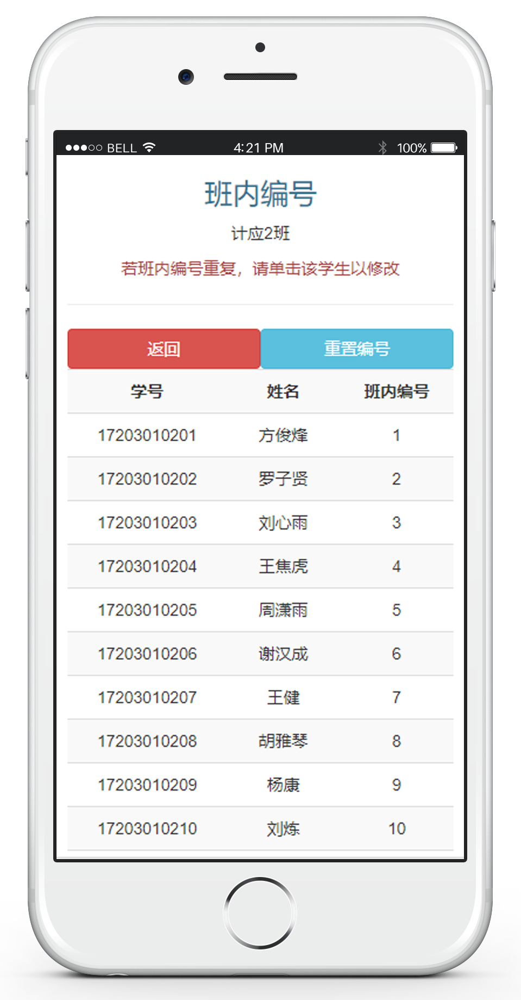 BELL 4:21 PM 100%
班内编号
计应2班
若班内编号重复，请单击该学生以修改
返回 重置编号
学号 姓名 班内编号
17203010201 方俊烽 1
17203010202 罗子贤 2
17203010203 刘心雨 3
17203010204 王焦虎 4
17203010205 周潇雨 5
17203010206 谢汉成 6
17203010207 王健 7
17203010208 胡雅琴 8
17203010209 杨康 9
17203010210 刘炼 10